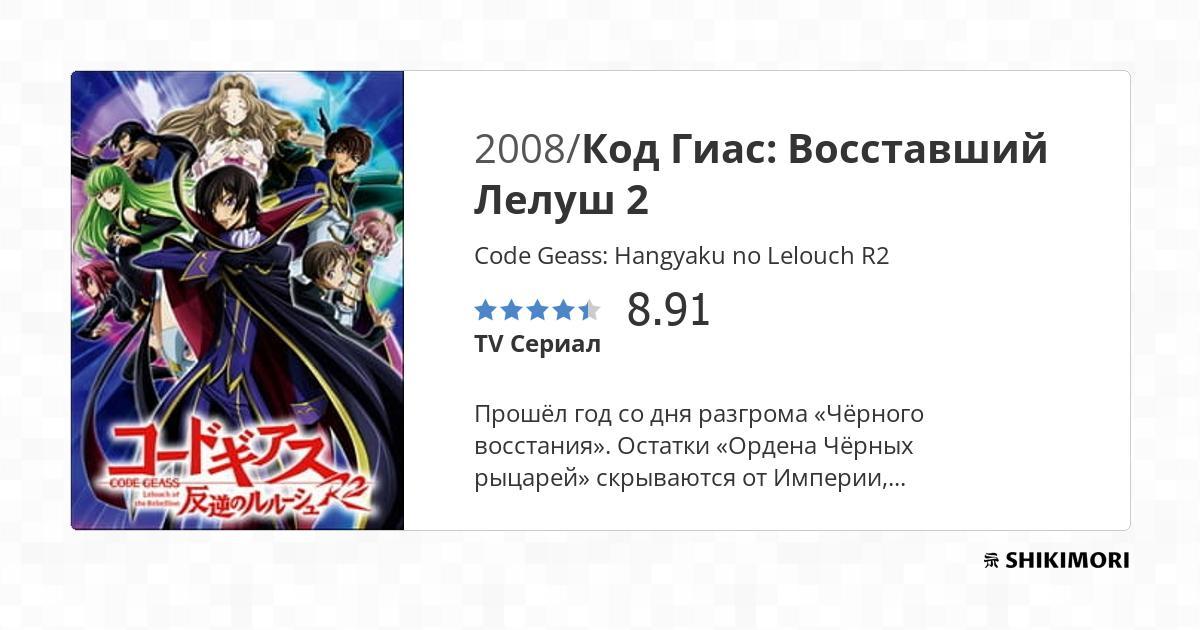 コードギアス
CODE GEASS
Lelouch of
the Rebellion
反逆のルルーシュ R2
2008/Код Гиас: Восставший
Лелуш 2
Code Geass: Hangyaku no Lelouch R2
8.91
TV Сериал
Прошёл год со дня разгрома «Чёрного
восстания». Остатки «Ордена Чёрных
рыцарей» скрываются от Империи,...
SHIKIMORI